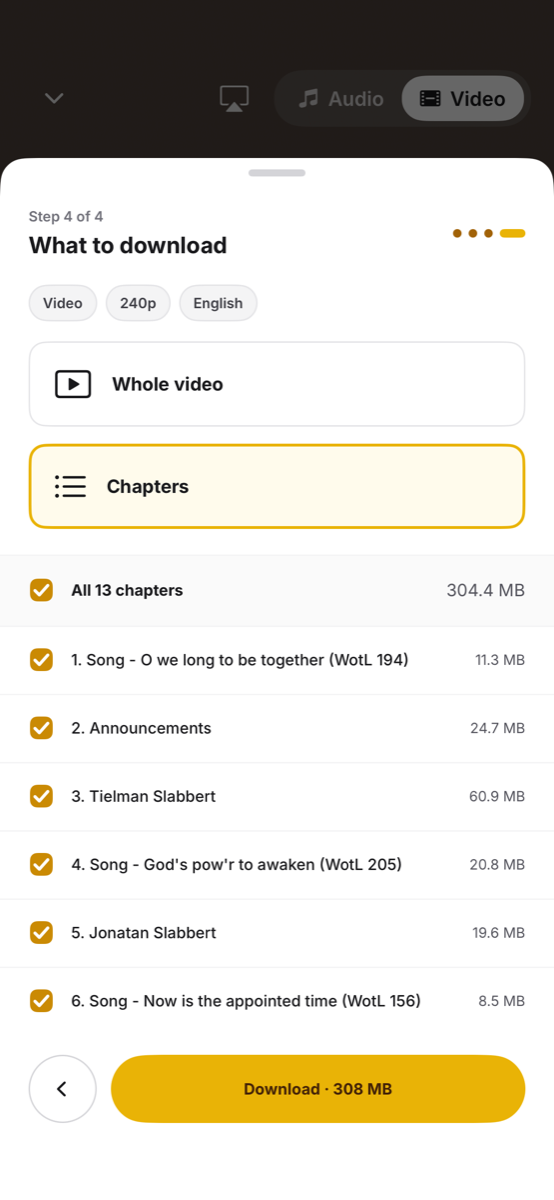 Audio
Video
Step 4 of 4
What to download
Video
240p
English
Whole video
Chapters
All 13 chapters 304.4 MB
1. Song - O we long to be together (WotL 194) 11.3 MB
2. Announcements 24.7 MB
3. Tielman Slabbert 60.9 MB
4. Song - God's pow'r to awaken (WotL 205) 20.8 MB
5. Jonatan Slabbert 19.6 MB
6. Song - Now is the appointed time (WotL 156) 8.5 MB
Download · 308 MB